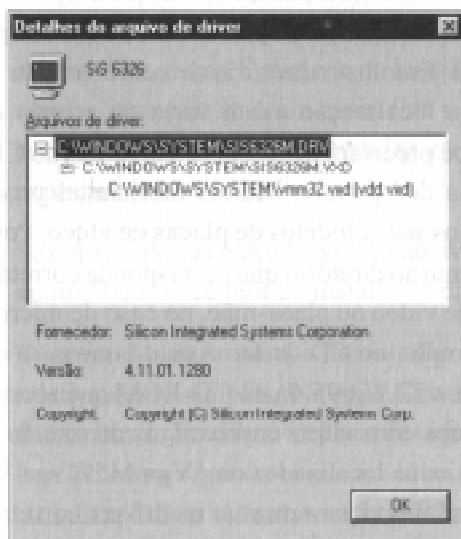 Detalhes do arquivo de driver
SiS 6326
Arquivos de driver:
C:\WINDOWS\SYSTEM\SIS6326M.DRV
C:\WINDOWS\SYSTEM\SIS6326M.VXD
C:\WINDOWS\SYSTEM\vmm32.vxd (vdd.vxd)
Fornecedor: Silicon Integrated Systems Corporation
Versão: 4.11.01.1280
Copyright: Copyright (C) Silicon Integrated Systems Corp.
OK